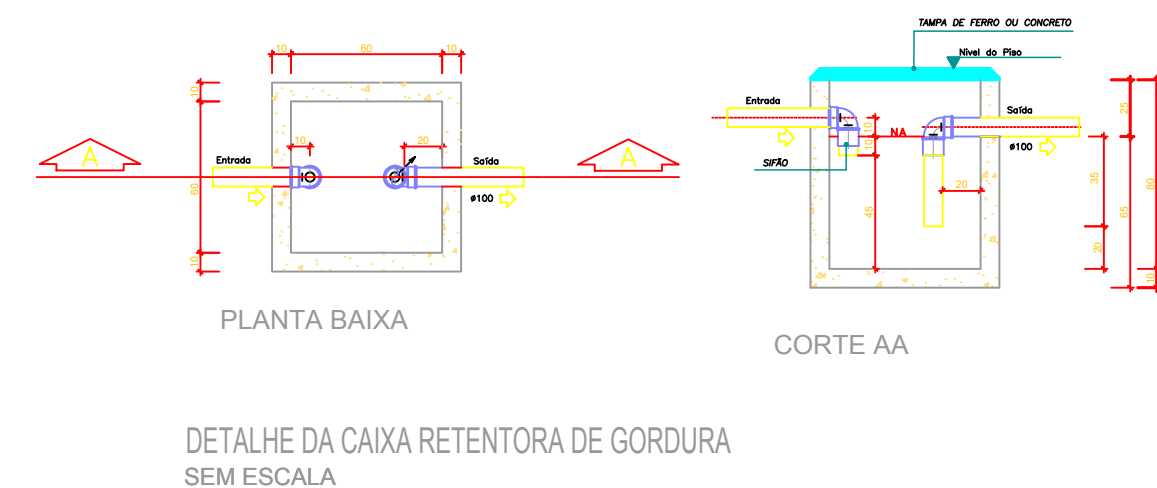 10 60 10
10
60
10
A
Entrada
10
20
Saída
ø100
A
PLANTA BAIXA
TAMPA DE FERRO OU CONCRETO
Nivel do Piso
Entrada
10
NA
10
SIFÃO
45
20
Saída
ø100
25
35
20
65
80
10
CORTE AA
DETALHE DA CAIXA RETENTORA DE GORDURA
SEM ESCALA